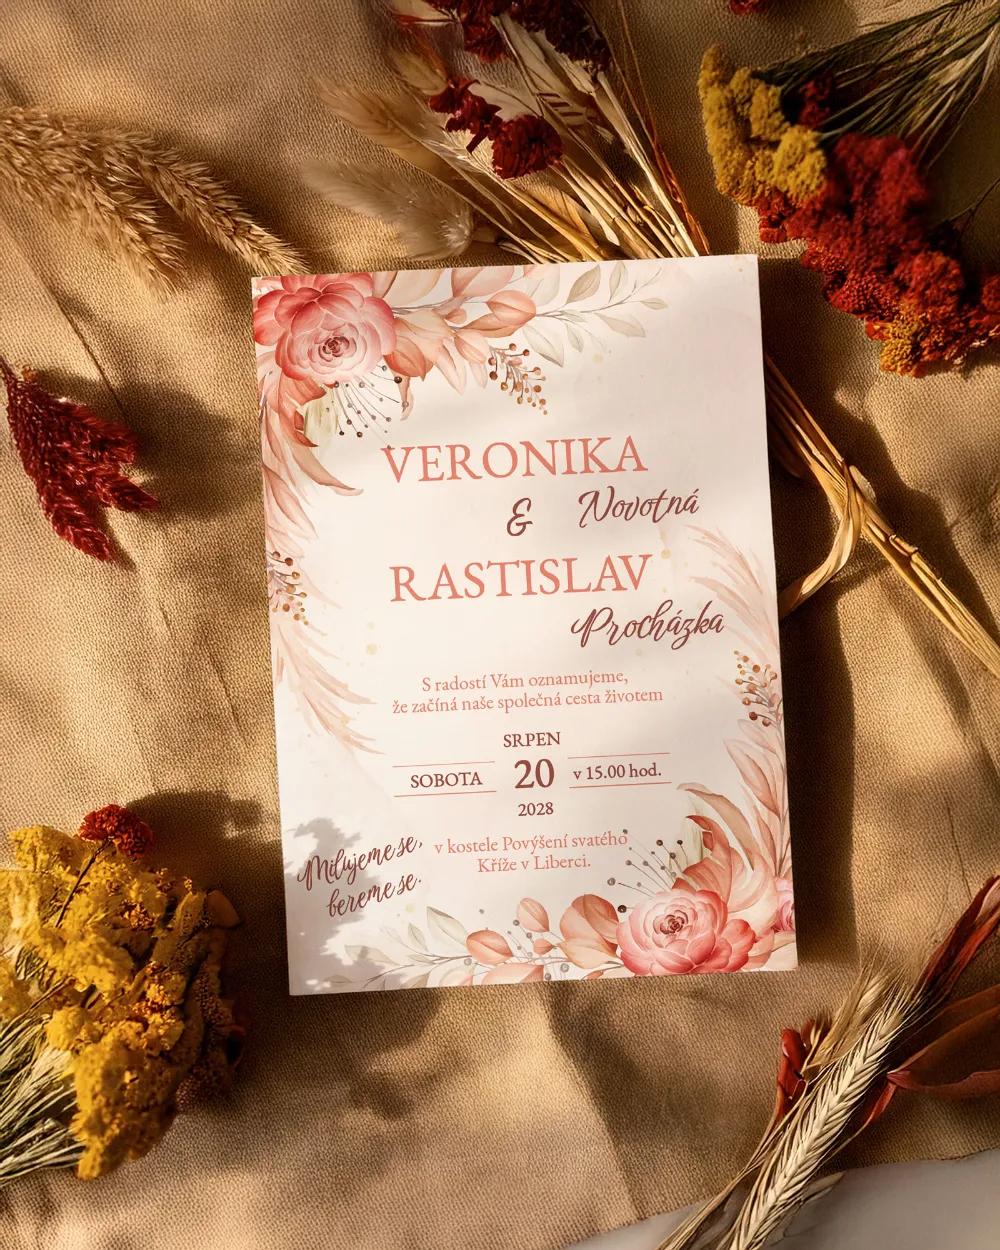 VERONIKA
& Novotná
RASTISLAV
Procházka
S radostí Vám oznamujeme,
že začíná naše společná cesta životem
SRPEN
SOBOTA 20 v 15.00 hod.
2028
Milujeme se,
bereme se.
v kostele Povýšení svatého
Kříže v Liberci.